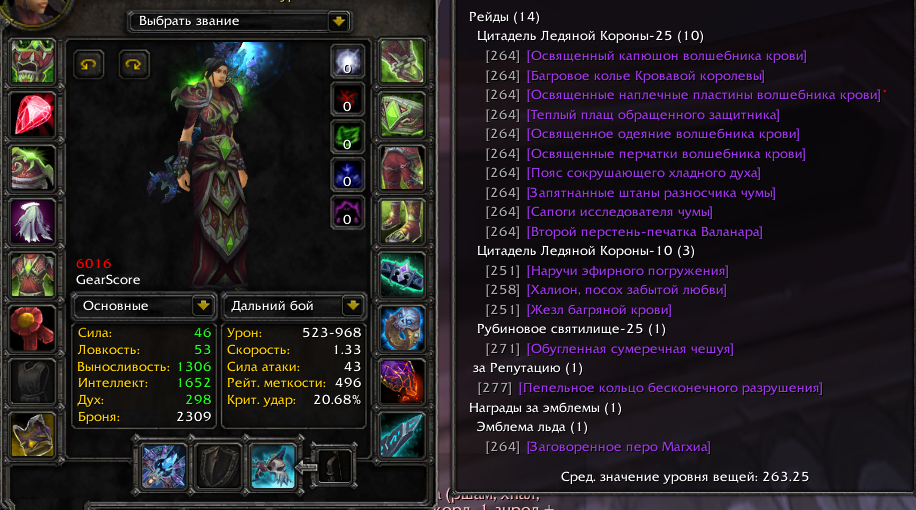 Выбрать звание
0
0
0
0
0
6016
GearScore
Основные
Дальний бой
Сила: 46
Ловкость: 53
Выносливость: 1306
Интеллект: 1652
Дух: 298
Броня: 2309
Урон: 523-968
Скорость: 1.33
Сила атаки: 43
Рейт. меткости: 496
Крит. удар: 20.68%
Рейды (14)
Цитадель Ледяной Короны-25 (10)
[264] [Освященный капюшон волшебника крови]
[264] [Багровое колье Кровавой королевы]
[264] [Освященные наплечные пластины волшебника крови]*
[264] [Теплый плащ обращенного защитника]
[264] [Освященное одеяние волшебника крови]
[264] [Освященные перчатки волшебника крови]
[264] [Пояс сокрушающего хладного духа]
[264] [Запятнанные штаны разносчика чумы]
[264] [Сапоги исследователя чумы]
[264] [Второй перстень-печатка Валанара]
Цитадель Ледяной Короны-10 (3)
[251] [Наручи эфирного погружения]
[258] [Халион, посох забытой любви]
[251] [Жезл багряной крови]
Рубиновое святилище-25 (1)
[271] [Обугленная сумеречная чешуя]
за Репутацию (1)
[277] [Пепельное кольцо бесконечного разрушения]
Награды за эмблемы (1)
Эмблема льда (1)
[264] [Заговоренное перо Магхиа]
Сред. значение уровня вещей: 263.25